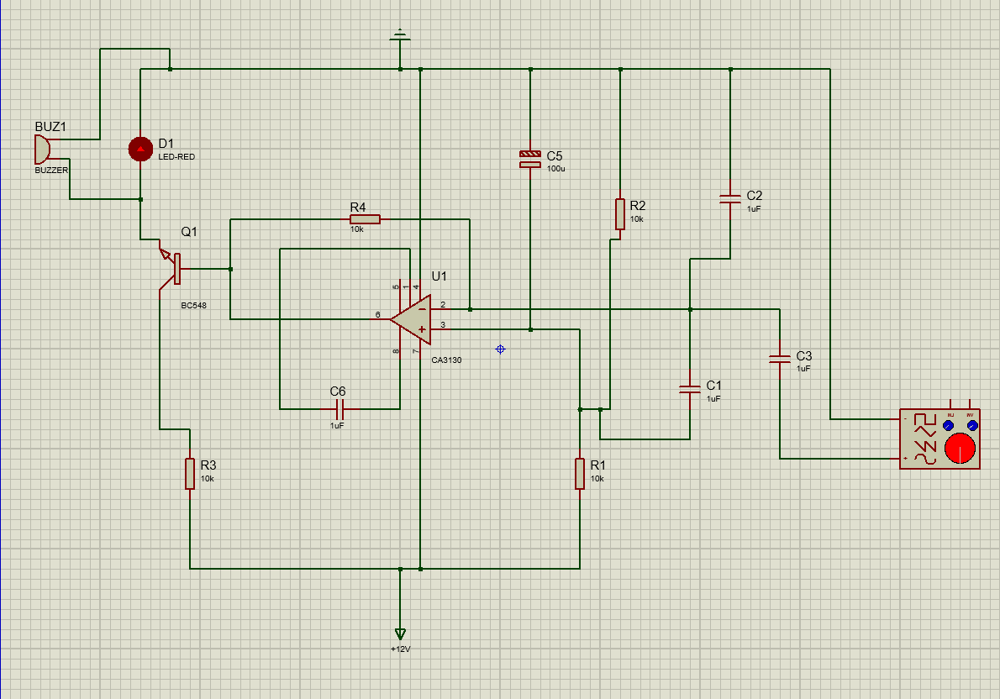 BUZ1
BUZZER
D1
LED-RED
C5
100u
C2
1uF
R2
10k
R4
10k
Q1
BC548
U1
5
1
4
2
6
3
8
7
CA3130
C3
1uF
C1
1uF
C6
1uF
R3
10k
R1
10k
-
+
+12V